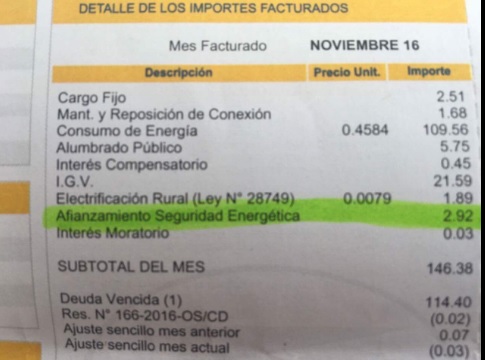 DETALLE DE LOS IMPORTES FACTURADOS
Mes Facturado NOVIEMBRE 16
Descripción Precio Unit. Importe
Cargo Fijo 2.51
Mant. y Reposición de Conexión 1.68
Consumo de Energía 0.4584 109.56
Alumbrado Público 5.75
Interés Compensatorio 0.45
I.G.V. 21.59
Electrificación Rural (Ley N° 28749) 0.0079 1.89
Afianzamiento Seguridad Energética 2.92
Interés Moratorio 0.03
SUBTOTAL DEL MES 146.38
Deuda Vencida (1) 114.40
Res. N° 166-2016-OS/CD (0.02)
Ajuste sencillo mes anterior 0.07
Ajuste sencillo mes actual (0.03)